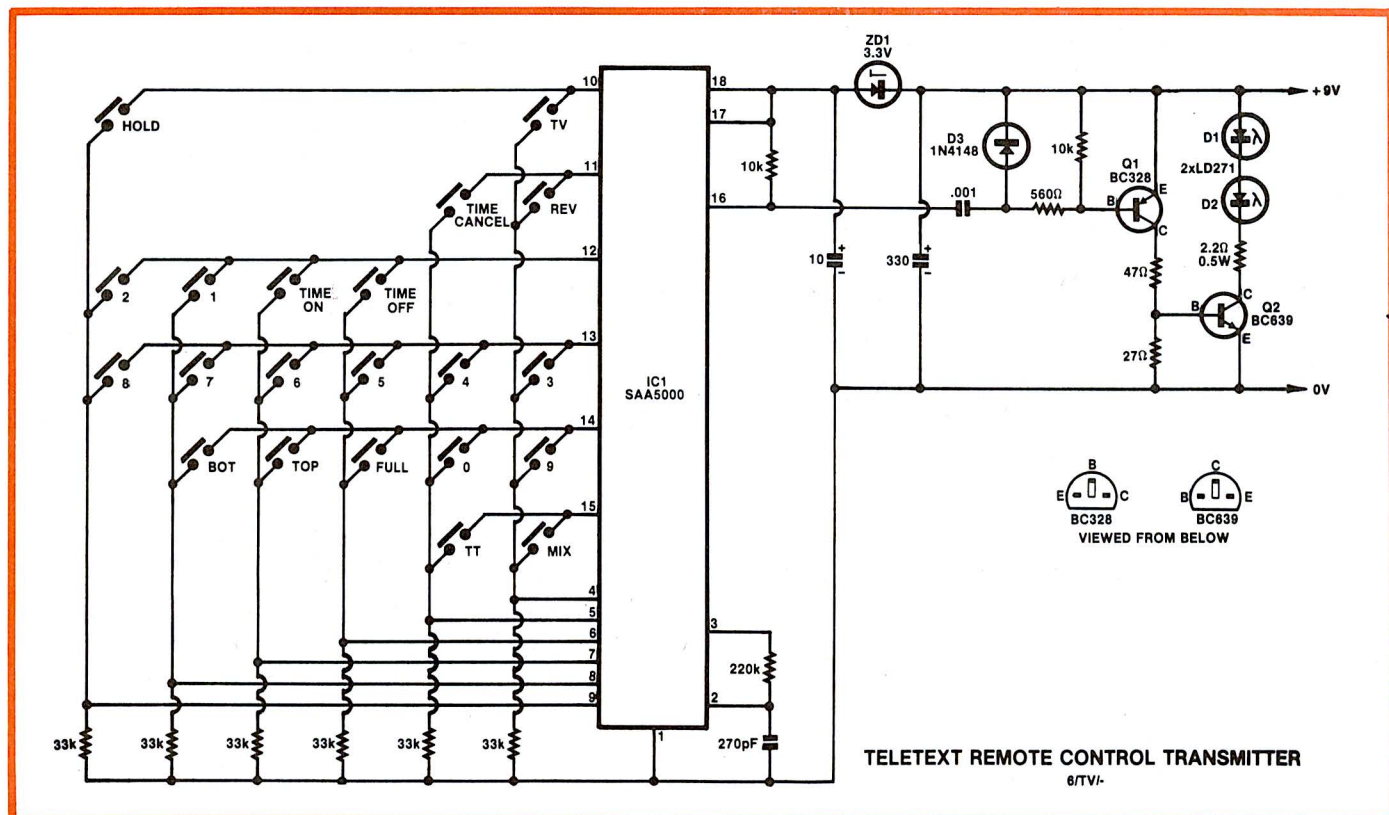 ZD1
3.3V
10
18
+9V
HOLD
TV
17
D3
1N4148
10k
D1
10k
Q1
BC328
2xLD271
11
E
TIME
CANCEL
REV
16
.001
560Ω
B
D2
C
12
2.2Ω
0.5W
2
1
TIME
ON
TIME
OFF
10
+
-
330
+
-
47Ω
C
B
Q2
BC639
13
E
27Ω
8
7
6
5
4
3
IC1
SAA5000
0V
14
BOT
TOP
FULL
0
9
B
C
E
C
B
E
15
BC328
BC639
TT
MIX
VIEWED FROM BELOW
4
5
3
6
7
220k
8
9
2
33k
33k
33k
33k
33k
33k
1
270pF
TELETEXT REMOTE CONTROL TRANSMITTER
6/TV/-